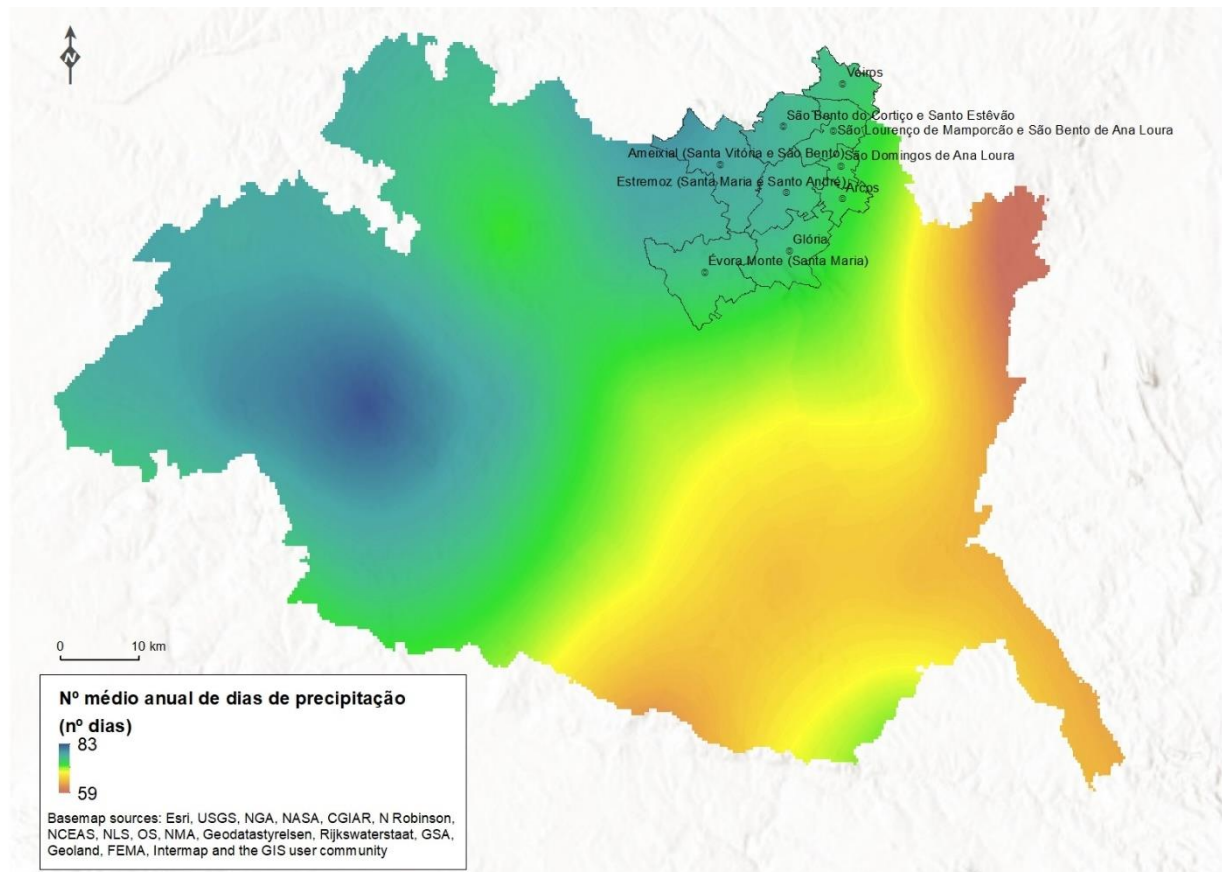 N
Veiros
São Bento do Cortiço e Santo Estêvão
São Lourenço de Mamporcão e São Bento de Ana Loura
Ameixial (Santa Vitória e São Bento)
São Domingos de Ana Loura
Estremoz (Santa Maria e Santo André)
Arcos
Glória
Évora Monte (Santa Maria)
0 10 km
Nº médio anual de dias de precipitação
(nº dias)
83
59
Basemap sources: Esri, USGS, NGA, NASA, CGIAR, N Robinson,
NCEAS, NLS, OS, NMA, Geodatastyrelsen, Rijkswaterstaat, GSA,
Geoland, FEMA, Intermap and the GIS user community